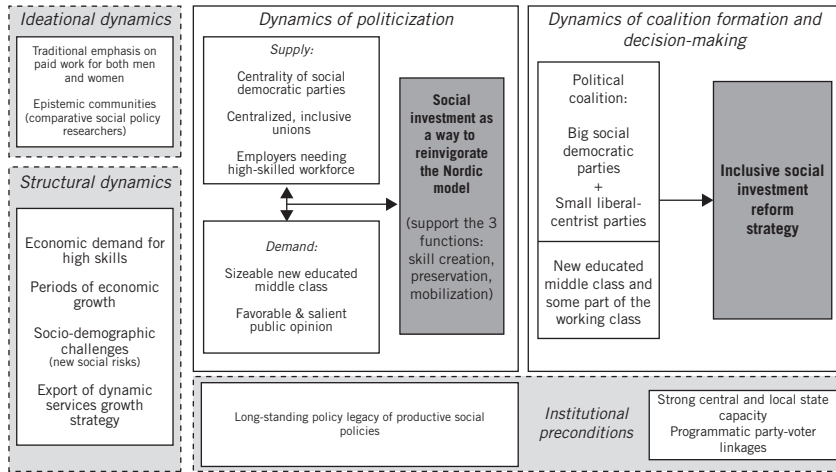 Ideational dynamics
Traditional emphasis on
paid work for both men
and women
Epistemic communities
(comparative social policy
researchers)
Structural dynamics
Economic demand for
high skills
Periods of economic
growth
Socio-demographic
challenges
(new social risks)
Export of dynamic
services growth
strategy
Dynamics of politicization
Supply:
Centrality of social
democratic parties
Centralized, inclusive
unions
Employers needing
high-skilled workforce
Demand:
Sizeable new educated
middle class
Favorable & salient
public opinion
Social
investment as
a way to
reinvigorate
the Nordic
model
(support the 3
functions:
skill creation,
preservation,
mobilization)
Dynamics of coalition formation
and decision-making
Political
coalition:
Big social
democratic
parties
+
Small liberal-
centrist parties
New educated
middle class and
some part of the
working class
Inclusive social
investment
reform
strategy
Long-standing policy legacy of productive social
policies
Institutional
preconditions
Strong central and local state
capacity
Programmatic party-voter
linkages